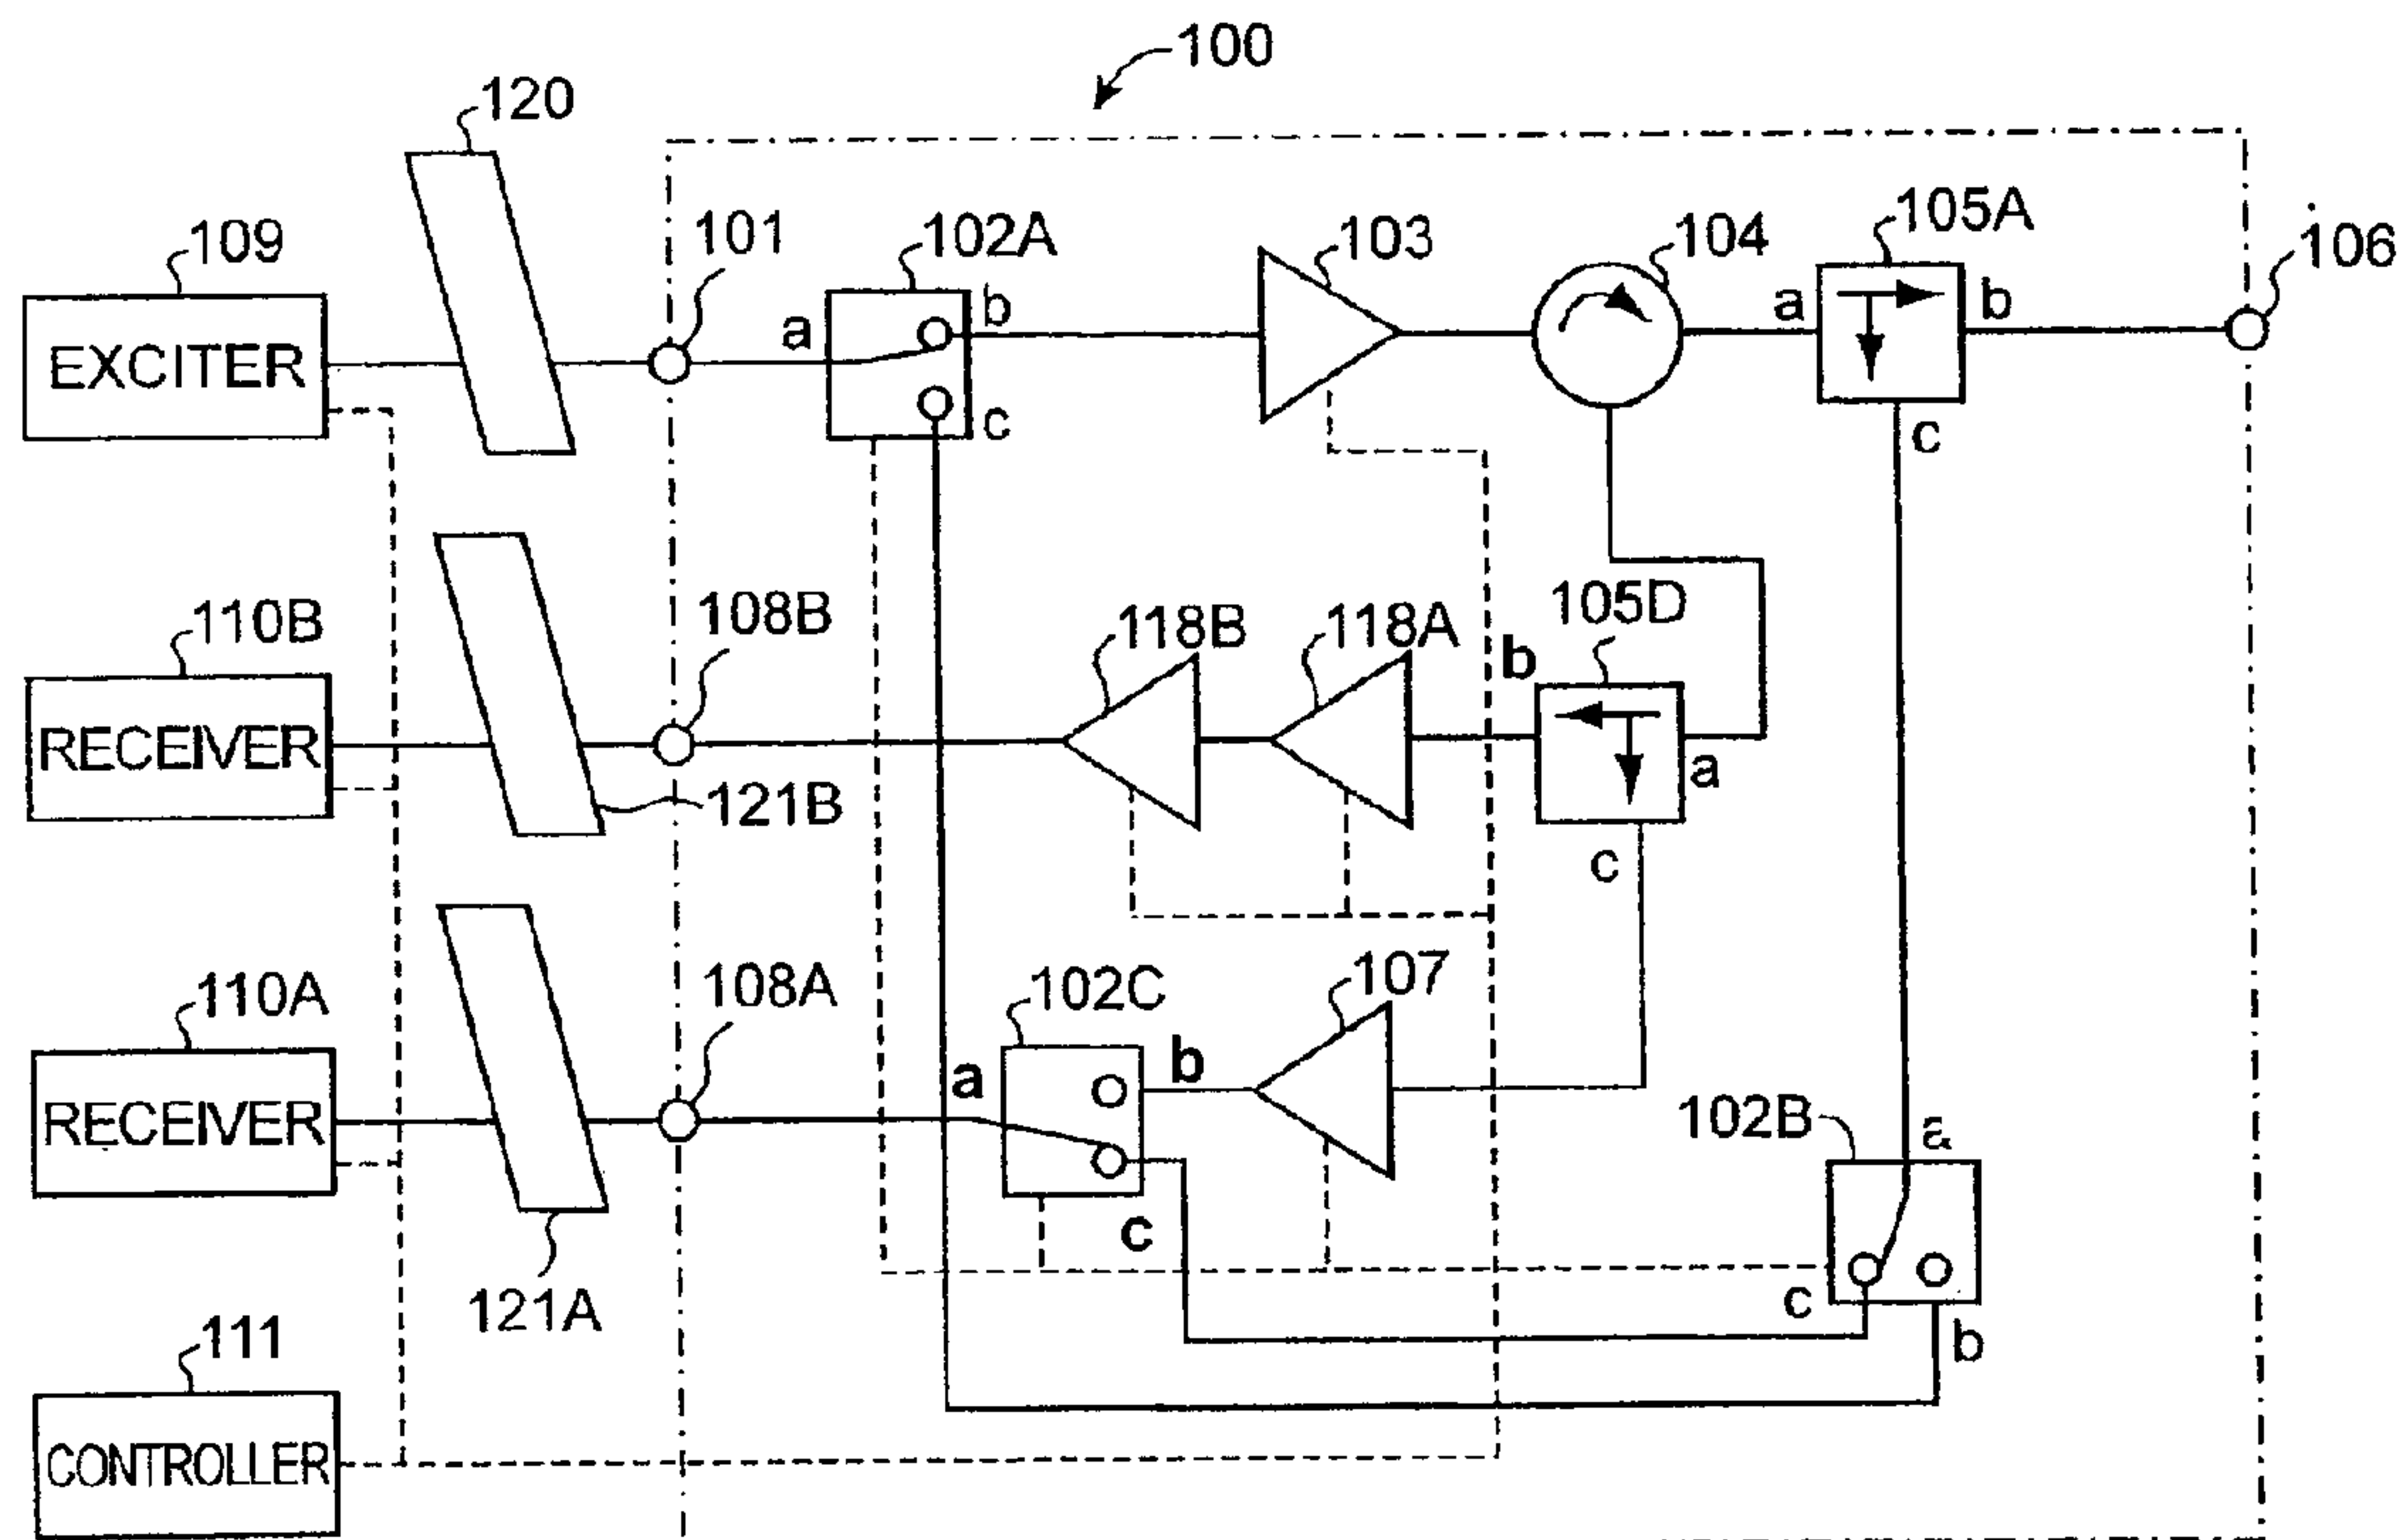 100
120
109
101
102A
103
104
105A
106
EXCITER
a
b
c
a
b
c
110B
108B
118B
118A
105D
b
a
c
RECEIVER
121B
110A
108A
102C
107
a
b
c
RECEIVER
121A
102B
a
c
b
111
CONTROLLER